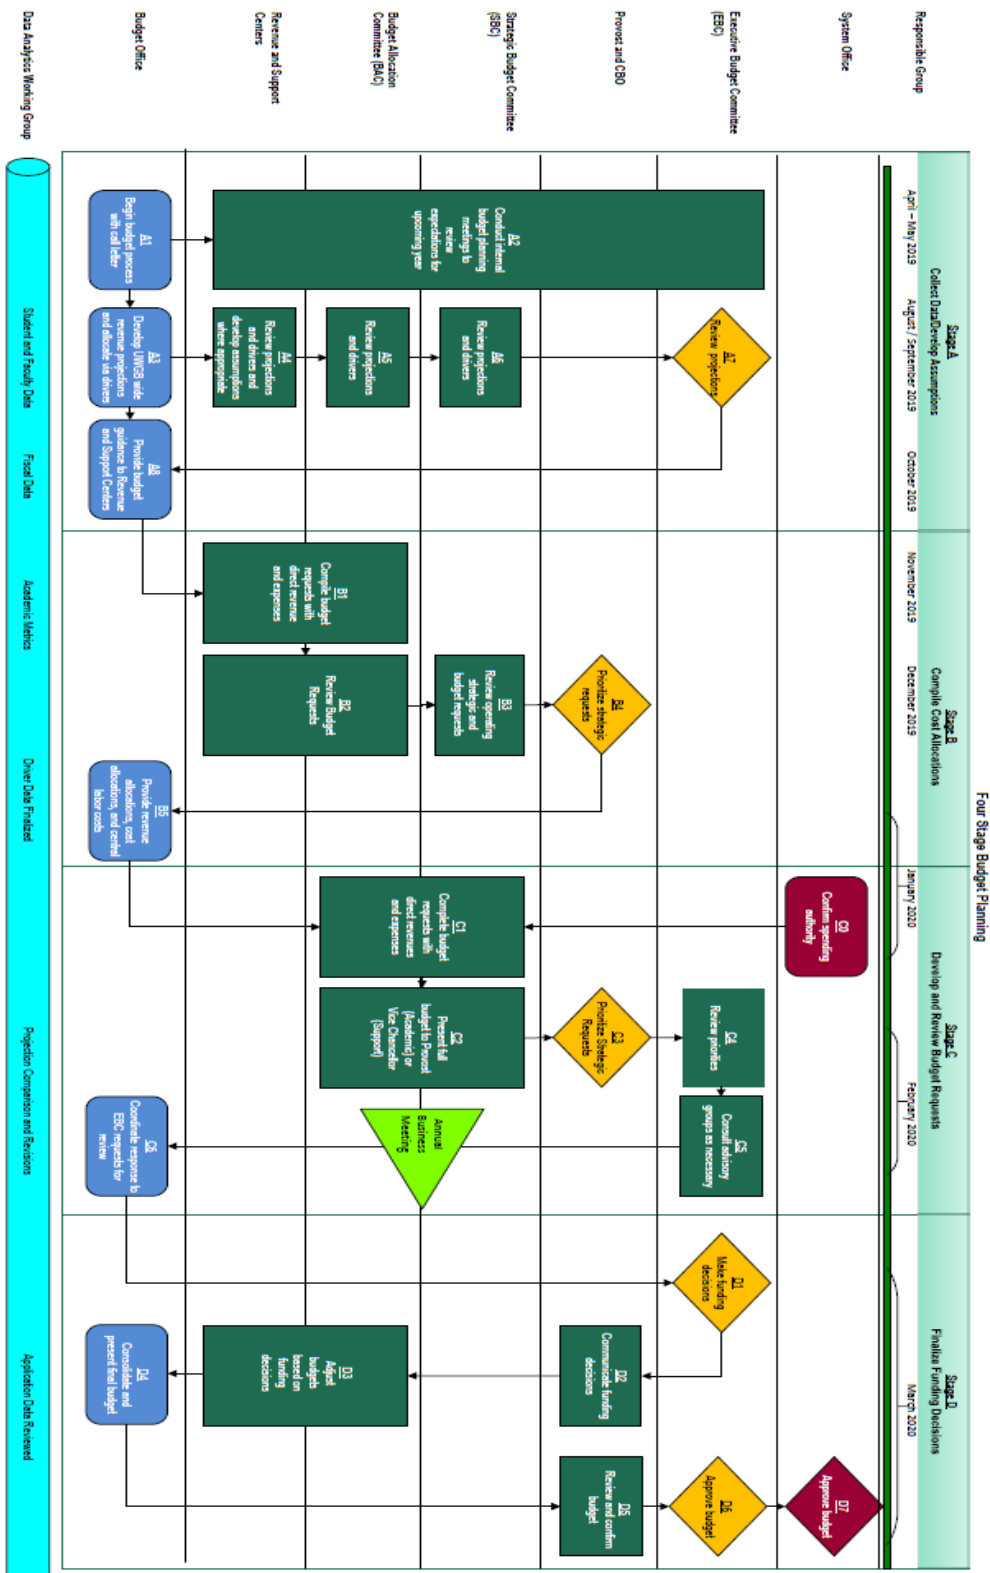 Four Stage Budget Planning
Responsible Group
Stage A
Collect Data/Develop Assumptions
April – May 2019
August / September 2019
October 2019
Stage B
Compile Cost Allocations
November 2019
December 2019
Stage C
Develop and Review Budget Requests
January 2020
February 2020
Stage D
Finalize Funding Decisions
March 2020
System Office
C0
Confirm spending
authority
D7
Approve budget
Executive Budget Committee
(EBC)
A7
Review projections
C4
Review priorities
C5
Consult advisory
groups as necessary
D1
Make funding
decisions
D6
Approve budget
Provost and CBO
B4
Prioritize strategic
requests
C3
Prioritize Strategic
Requests
D2
Communicate funding
decisions
D5
Review and confirm
budget
Strategic Budget Committee
(SBC)
A2
Conduct internal
budget planning
meetings to
review
expectations for
upcoming year
A6
Review projections
and drivers
B3
Review operating
strategic and
budget requests
Budget Allocation
Committee (BAC)
A5
Review projections
and drivers
C1
Complete budget
requests with
direct revenues
and expenses
C2
Present full
budget to Provost
(Academic) or
Vice Chancellor
(Support)
Annual
Business
Meeting
Revenue and Support
Centers
A4
Review projections
and drivers and
develop assumptions
where appropriate
B1
Compile budget
requests with
direct revenue
and expenses
B2
Review Budget
Requests
D3
Adjust
budgets
based on
funding
decisions
Budget Office
A1
Begin budget process
with call letter
A3
Develop UWGB wide
revenue projections
and allocate via drivers
A8
Provide budget
guidance to Revenue
and Support Centers
B5
Provide revenue
allocations, cost
allocations, and central
labor costs
C6
Coordinate response to
EBC requests for
review
D4
Consolidate and
present final budget
Data Analytics Working Group
Student and Faculty Data
Fiscal Data
Academic Metrics
Driver Data Finalized
Projection Comparison and Revisions
Application Data Reviewed